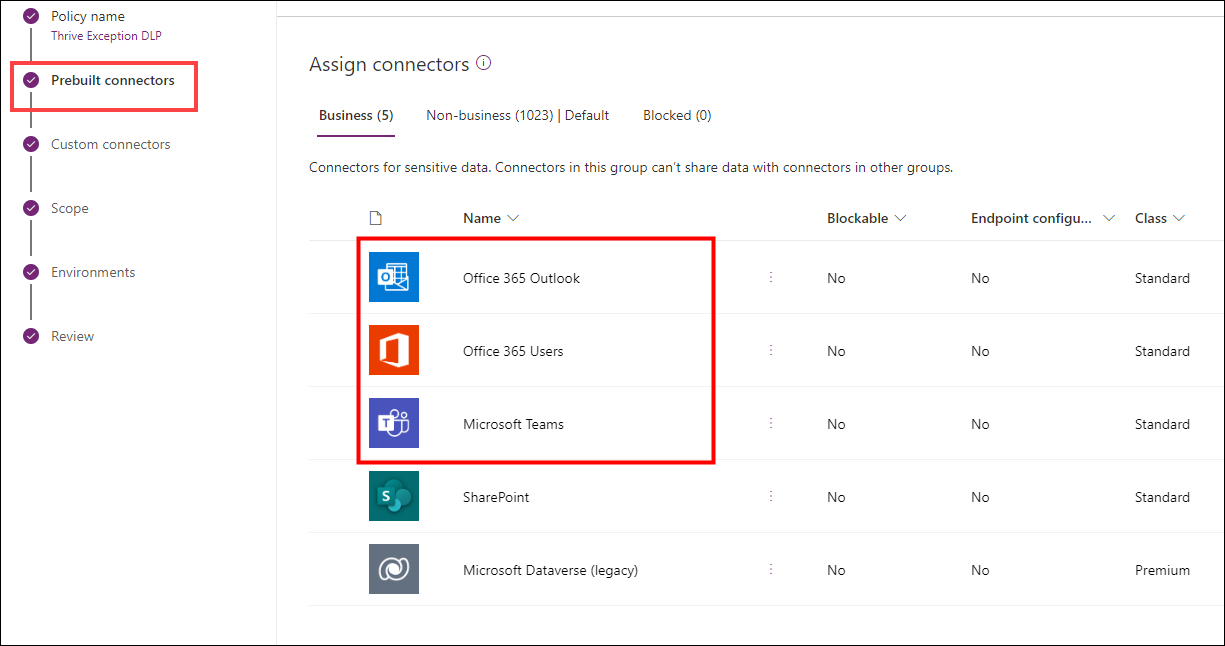 Policy name
Thrive Exception DLP
Prebuilt connectors
Custom connectors
Scope
Environments
Review
Assign connectors
Business (5) Non-business (1023) | Default Blocked (0)
Connectors for sensitive data. Connectors in this group can't share data with connectors in other groups.
Name Blockable Endpoint configu... Class
Office 365 Outlook No No Standard
Office 365 Users No No Standard
Microsoft Teams No No Standard
SharePoint No No Standard
Microsoft Dataverse (legacy) No No Premium